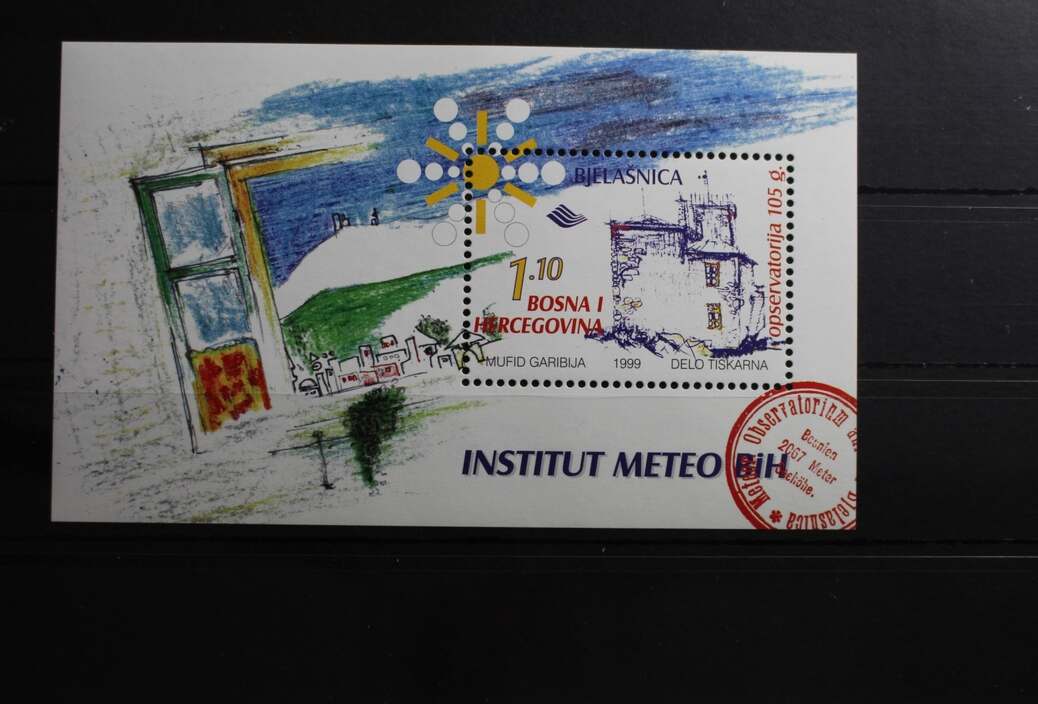 BJELAŠNICA
opservatorija 105 g.
1.10
BOSNA I
HERCEGOVINA
MUFID GARIBIJA 1999 DELO TISKARNA
INSTITUT METEO BiH
Observatorium
Bjelasnica
Bosnien
2067 Meter